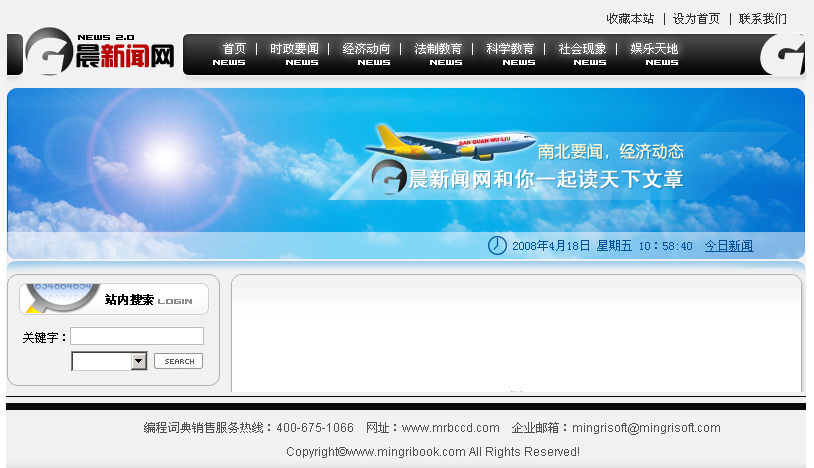 收藏本站 | 设为首页 | 联系我们
NEWS 2.0
晨新闻网
首页 | 时政要闻 | 经济动向 | 法制教育 | 科学教育 | 社会现象 | 娱乐天地
NEWS NEWS NEWS NEWS NEWS NEWS NEWS
SAN QUAN WU LIU
南北要闻，经济动态
晨新闻网和你一起读天下文章
2008年4月18日 星期五 10：58:40 今日新闻
站内搜索 LOGIN
关键字：
SEARCH
编程词典销售服务热线：400-675-1066 网址：www.mrbccd.com 企业邮箱：mingrisoft@mingrisoft.com
Copyright©www.mingribook.com All Rights Reserved!